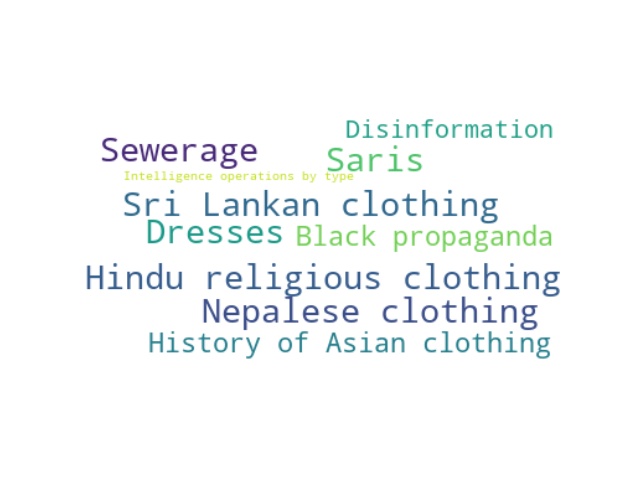 Disinformation
Sewerage
Saris
Intelligence operations by type
Sri Lankan clothing
Dresses
Black propaganda
Hindu religious clothing
Nepalese clothing
History of Asian clothing